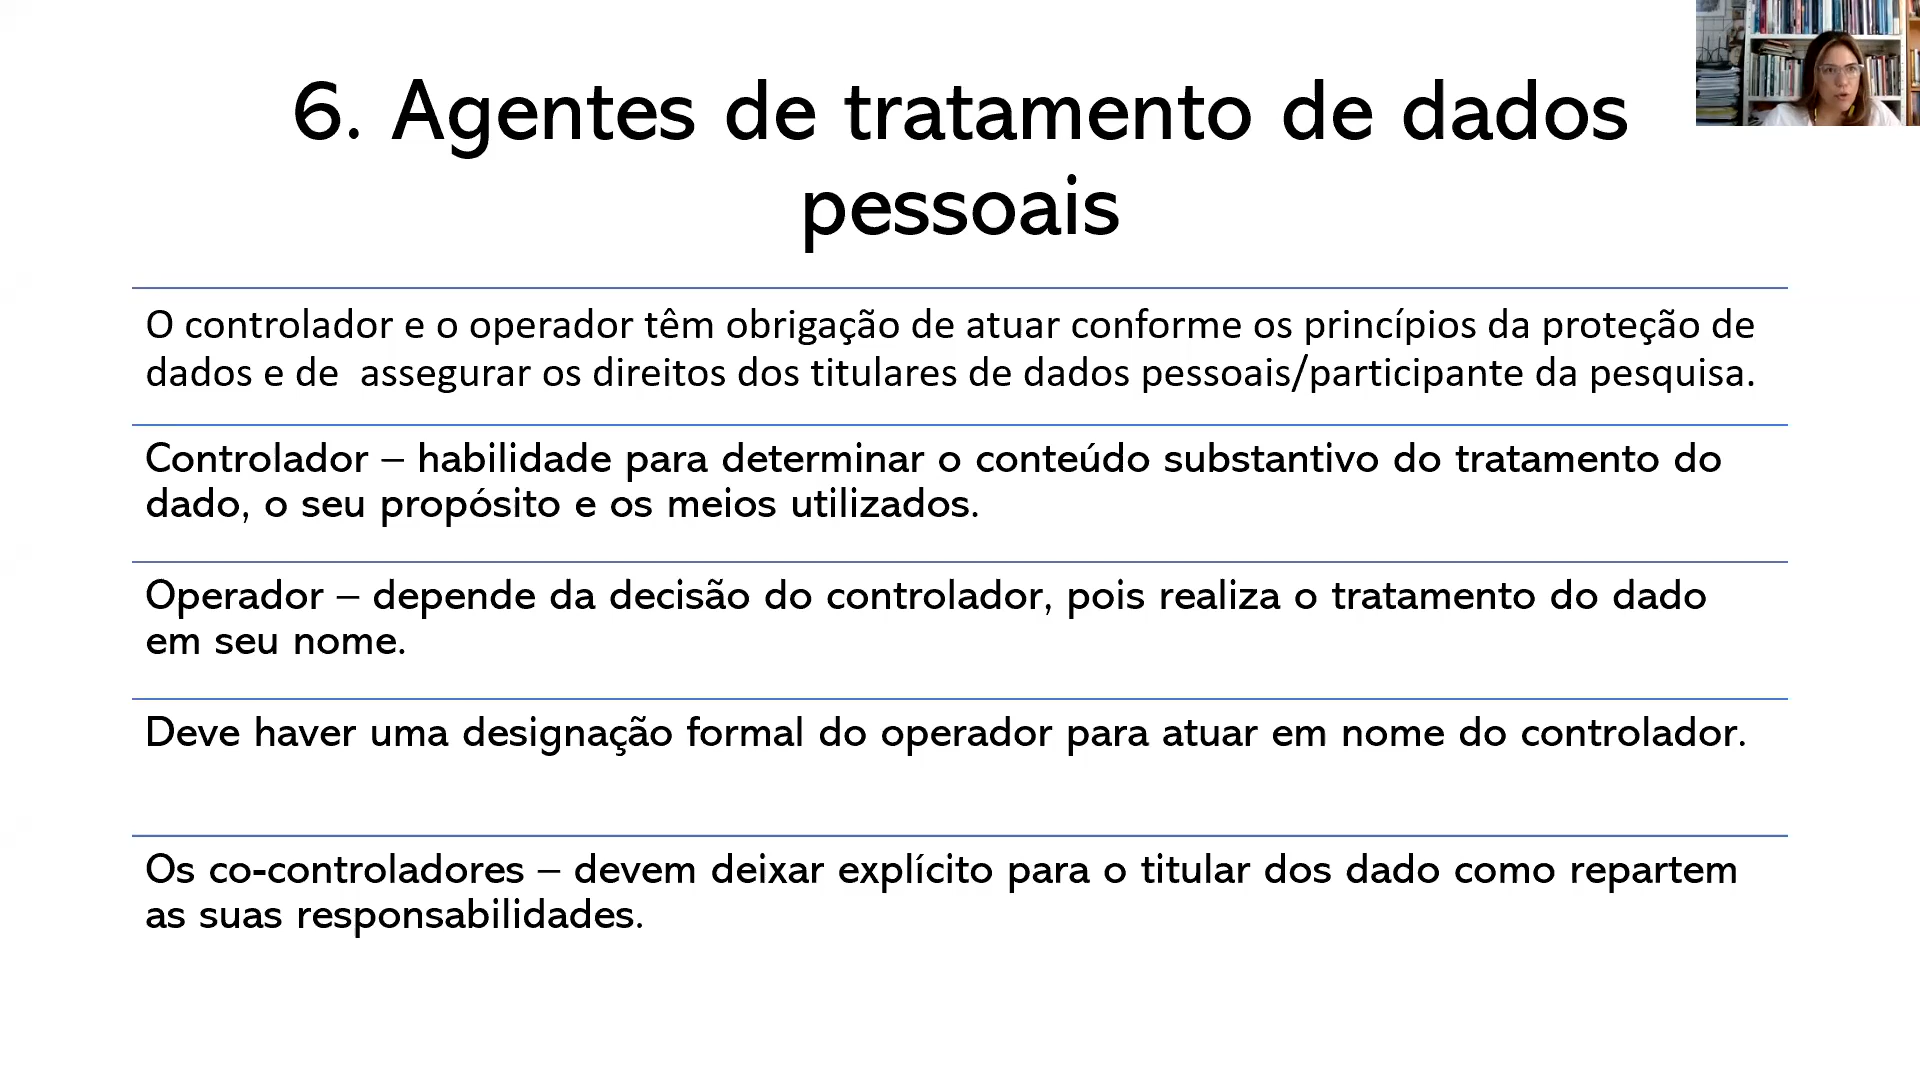 6. Agentes de tratamento de dados
pessoais
O controlador e o operador têm obrigação de atuar conforme os princípios da proteção de
dados e de  assegurar os direitos dos titulares de dados pessoais/participante da pesquisa.
Controlador – habilidade para determinar o conteúdo substantivo do tratamento do
dado, o seu propósito e os meios utilizados.
Operador – depende da decisão do controlador, pois realiza o tratamento do dado
em seu nome.
Deve haver uma designação formal do operador para atuar em nome do controlador.
Os co-controladores – devem deixar explícito para o titular dos dado como repartem
as suas responsabilidades.